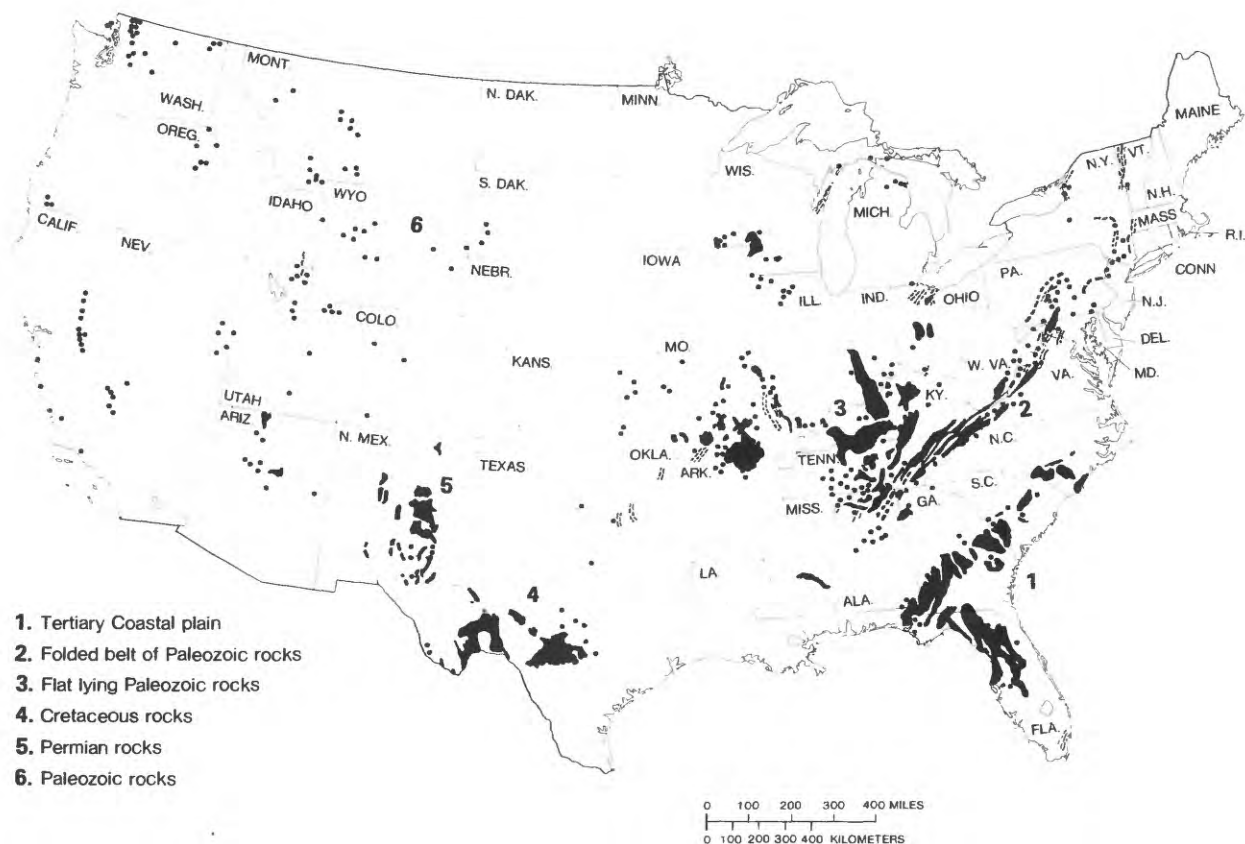 MONT.
N. DAK.
MINN.
WASH.
OREG.
MAINE
N.Y.
VT.
WIS.
S. DAK.
WYO
IDAHO
N.H.
MICH.
MASS
CALIF.
NEV.
6
R.I.
IOWA
NEBR.
PA.
CONN
ILL.
IND.
OHIO
N.J.
COLO.
DEL.
MO.
KANS.
W. VA.
VA.
MD.
UTAH
KY.
ARIZ.
3
2
N. MEX.
N.C.
OKLA.
TENN.
TEXAS
ARK.
5
S.C.
MISS.
GA.
LA.
1
4
ALA.
FLA.
1. Tertiary Coastal plain
2. Folded belt of Paleozoic rocks
3. Flat lying Paleozoic rocks
4. Cretaceous rocks
5. Permian rocks
6. Paleozoic rocks
0 100 200 300 400 MILES
0 100 200 300 400 KILOMETERS